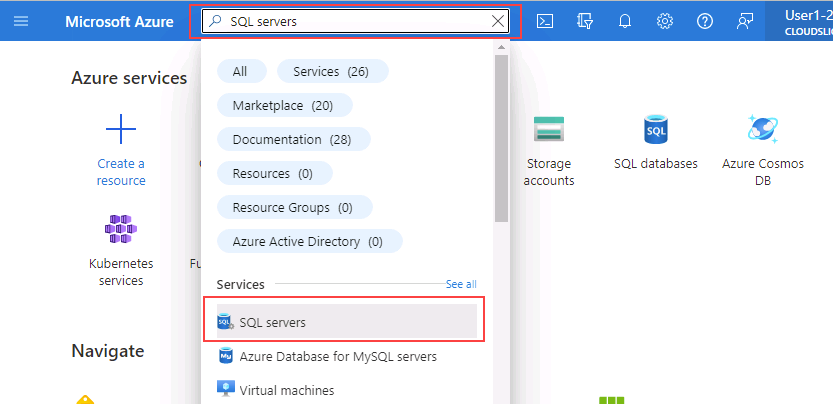 Microsoft Azure
SQL servers
User1-2
CLOUDSLIC
Azure services
All
Services (26)
Marketplace (20)
Documentation (28)
Resources (0)
Resource Groups (0)
Azure Active Directory (0)
Create a
resource
Storage
accounts
SQL databases
Azure Cosmos
DB
Kubernetes
services
Fu
Services
See all
SQL servers
Azure Database for MySQL servers
Virtual machines
Navigate